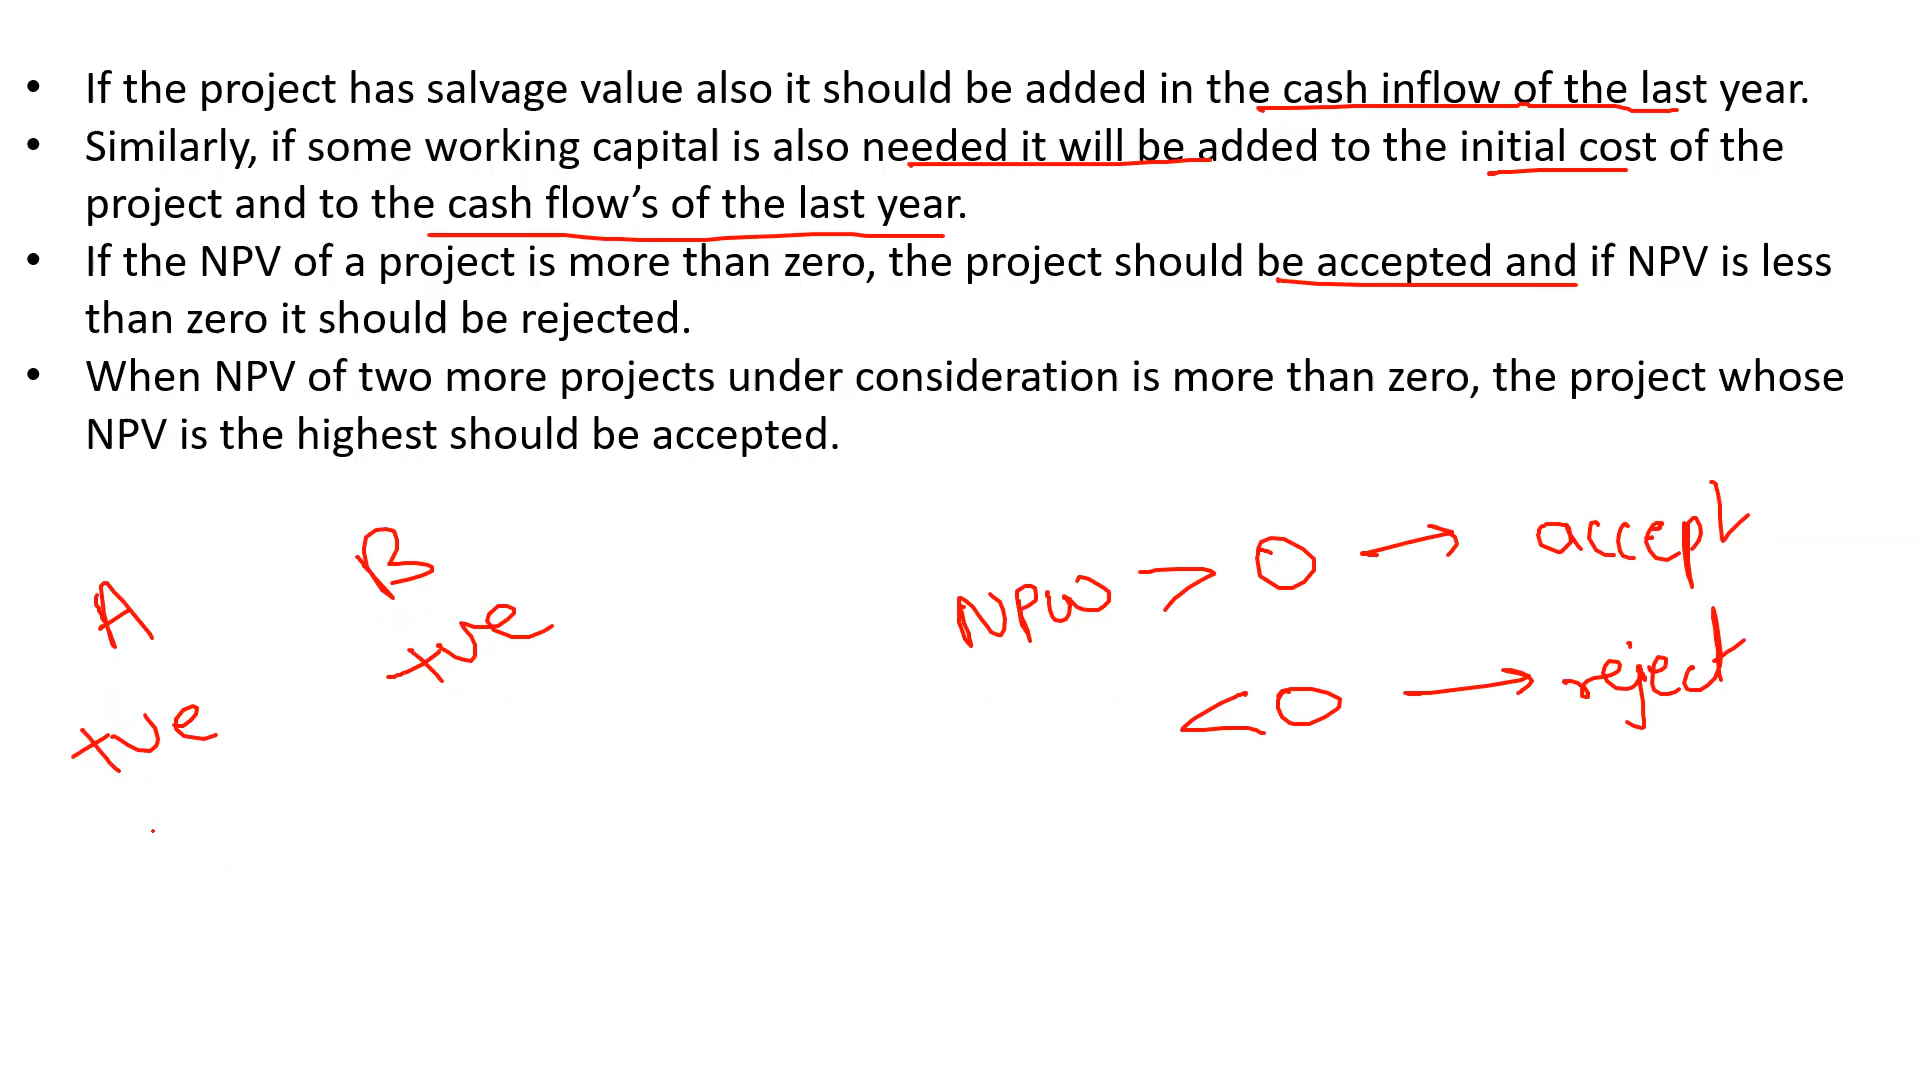 • If the project has salvage value also it should be added in the cash inflow of the last year.
• Similarly, if some working capital is also needed it will be added to the initial cost of the
project and to the cash flow’s of the last year.
• If the NPV of a project is more than zero, the project should be accepted and if NPV is less
than zero it should be rejected.
• When NPV of two more projects under consideration is more than zero, the project whose
NPV is the highest should be accepted.
A B
+ve +ve
NPW > 0 → accept
< 0 → reject